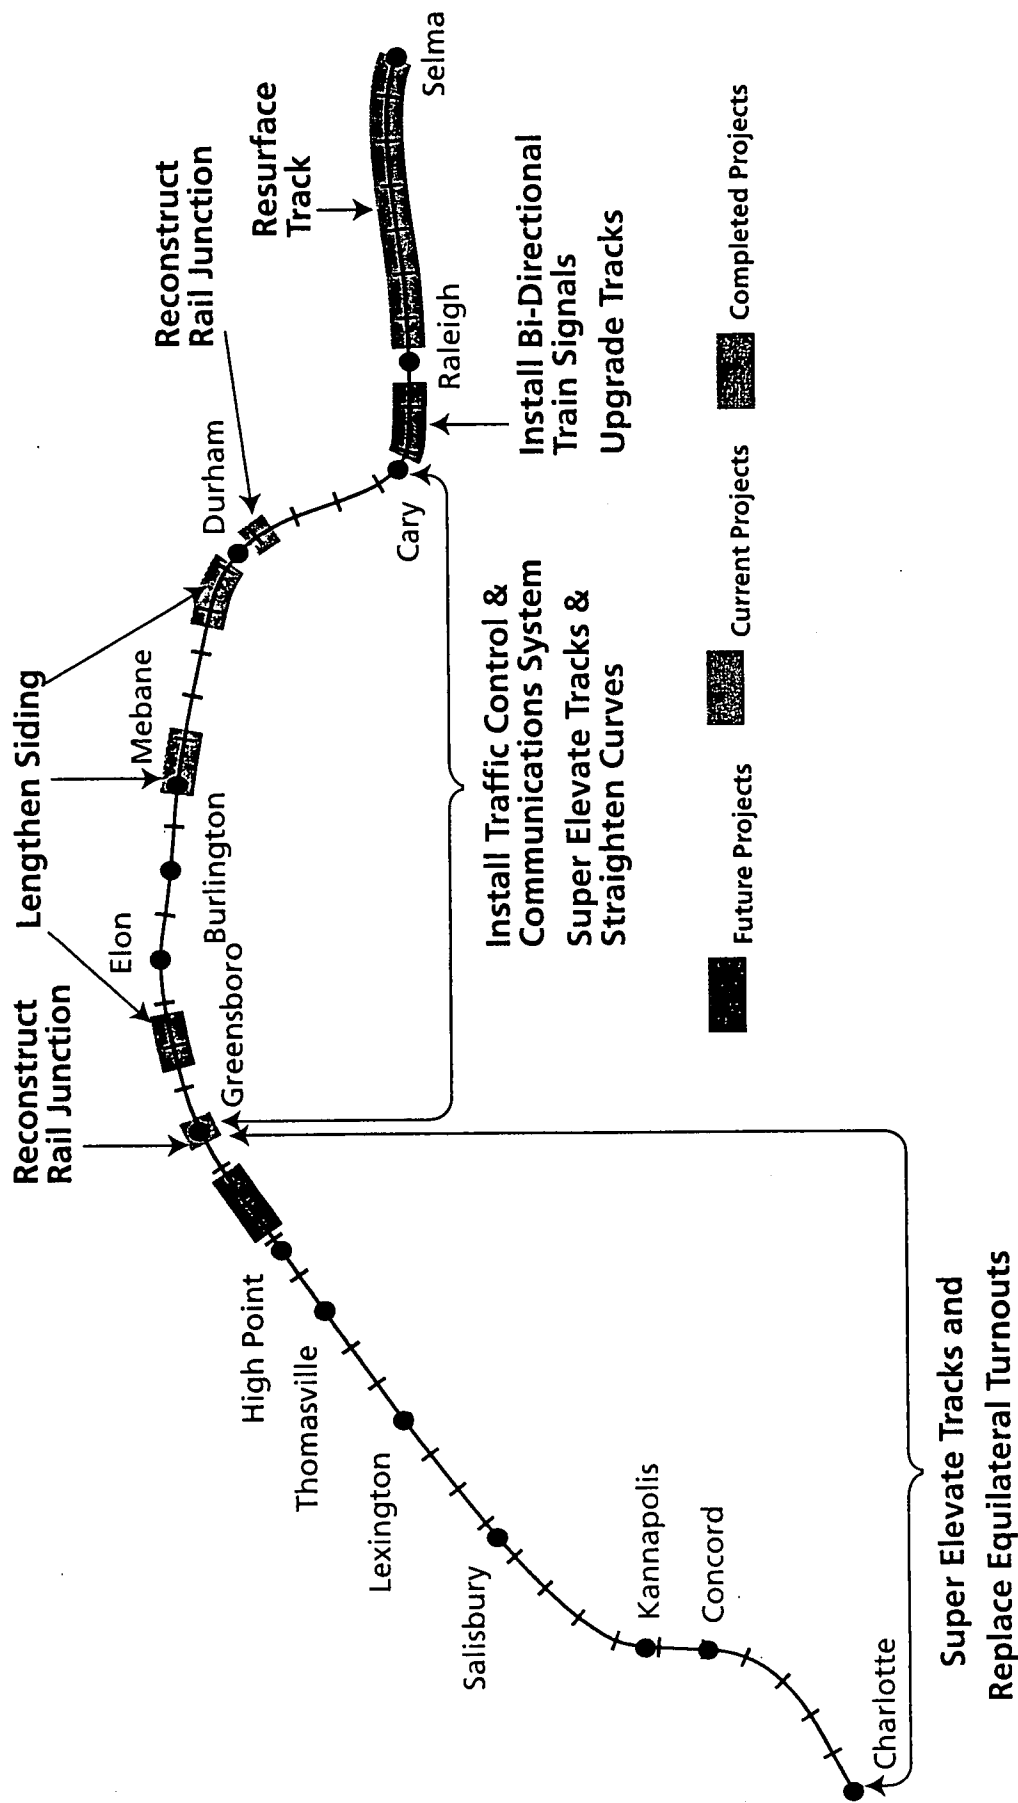 Reconstruct
Rail Junction
Lengthen Siding
Reconstruct
Rail Junction
Resurface
Track
Elon
Mebane
Durham
Selma
Greensboro
Burlington
Cary
Raleigh
High Point
Thomasville
Lexington
Salisbury
Kannapolis
Concord
Charlotte
Install Traffic Control &
Communications System
Super Elevate Tracks &
Straighten Curves
Install Bi-Directional
Train Signals
Upgrade Tracks
Super Elevate Tracks and
Replace Equilateral Turnouts
Future Projects
Current Projects
Completed Projects